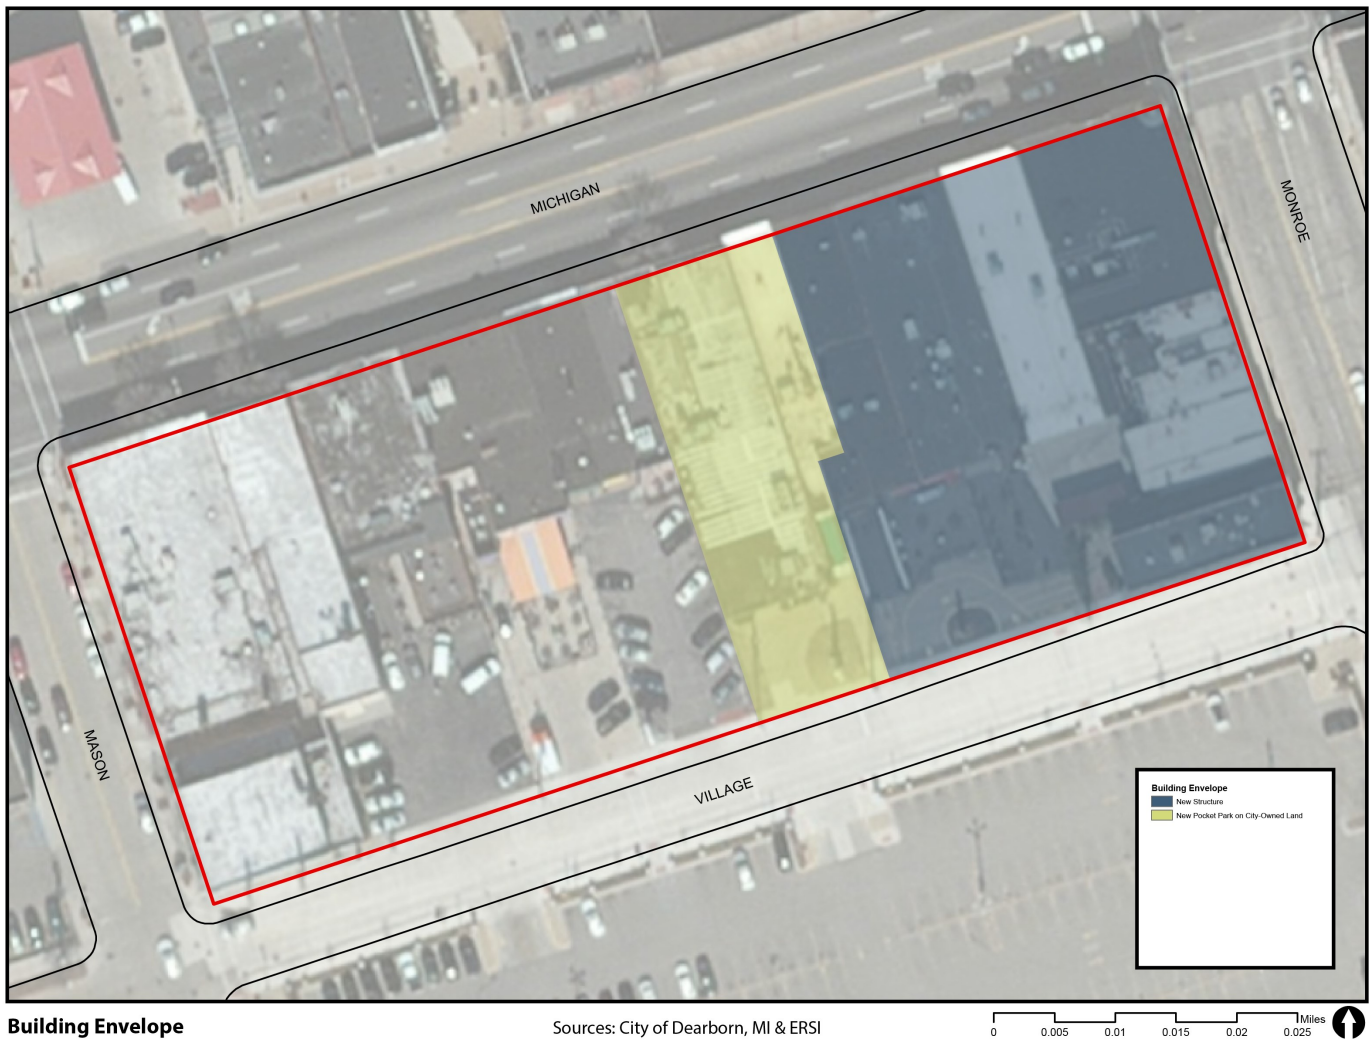 MICHIGAN
MONROE
MASON
VILLAGE
Building Envelope
New Structure
New Pocket Park on City-Owned Land
Building Envelope
Sources: City of Dearborn, MI & ERSI
Miles
0 0.005 0.01 0.015 0.02 0.025